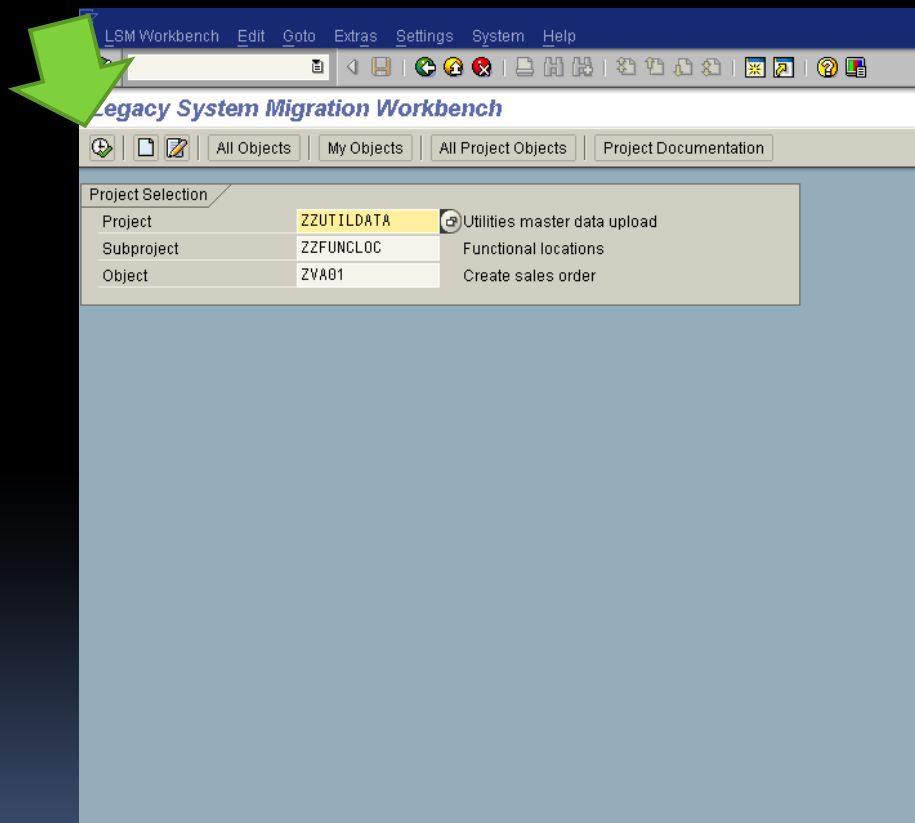 LSM Workbench Edit Goto Extras Settings System Help
Legacy System Migration Workbench
All Objects My Objects All Project Objects Project Documentation
Project Selection
Project ZZUTILDATA Utilities master data upload
Subproject ZZFUNCLOC Functional locations
Object ZVA01 Create sales order